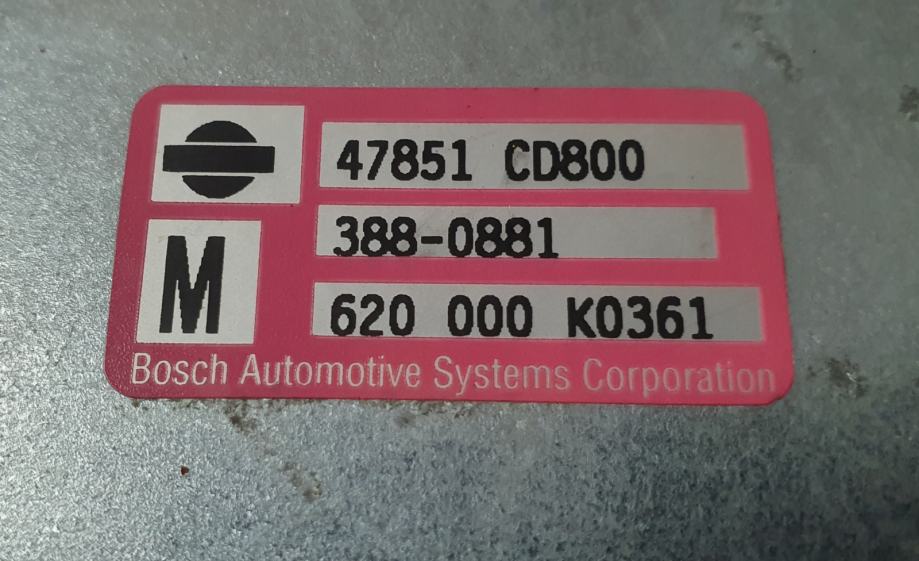 47851 CD800
388-0881
M
620 000 K0361
Bosch Automotive Systems Corporation